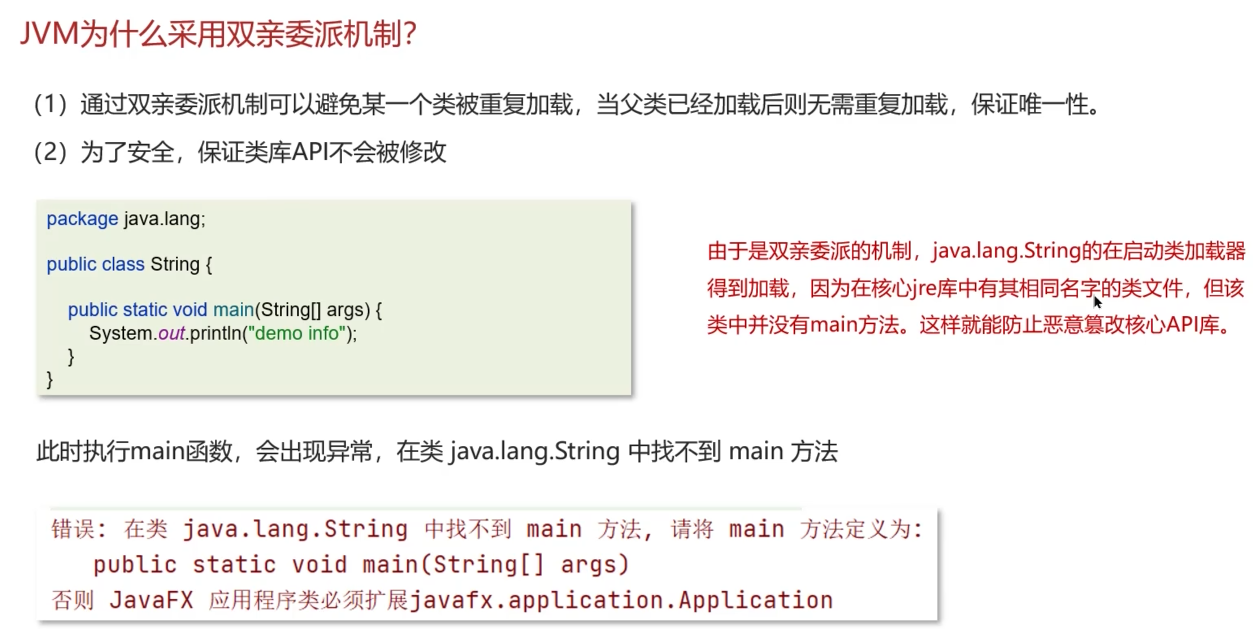 JVM为什么采用双亲委派机制？
（1）通过双亲委派机制可以避免某一个类被重复加载，当父类已经加载后则无需重复加载，保证唯一性。
（2）为了安全，保证类库API不会被修改
package java.lang;
public class String {
public static void main(String[] args) {
System.out.println("demo info");
}
}
由于是双亲委派的机制，java.lang.String的在启动类加载器
得到加载，因为在核心jre库中有其相同名字的类文件，但该
类中并没有main方法。这样就能防止恶意篡改核心API库。
此时执行main函数，会出现异常，在类 java.lang.String 中找不到 main 方法
错误: 在类 java.lang.String 中找不到 main 方法, 请将 main 方法定义为:
public static void main(String[] args)
否则 JavaFX 应用程序类必须扩展javafx.application.Application